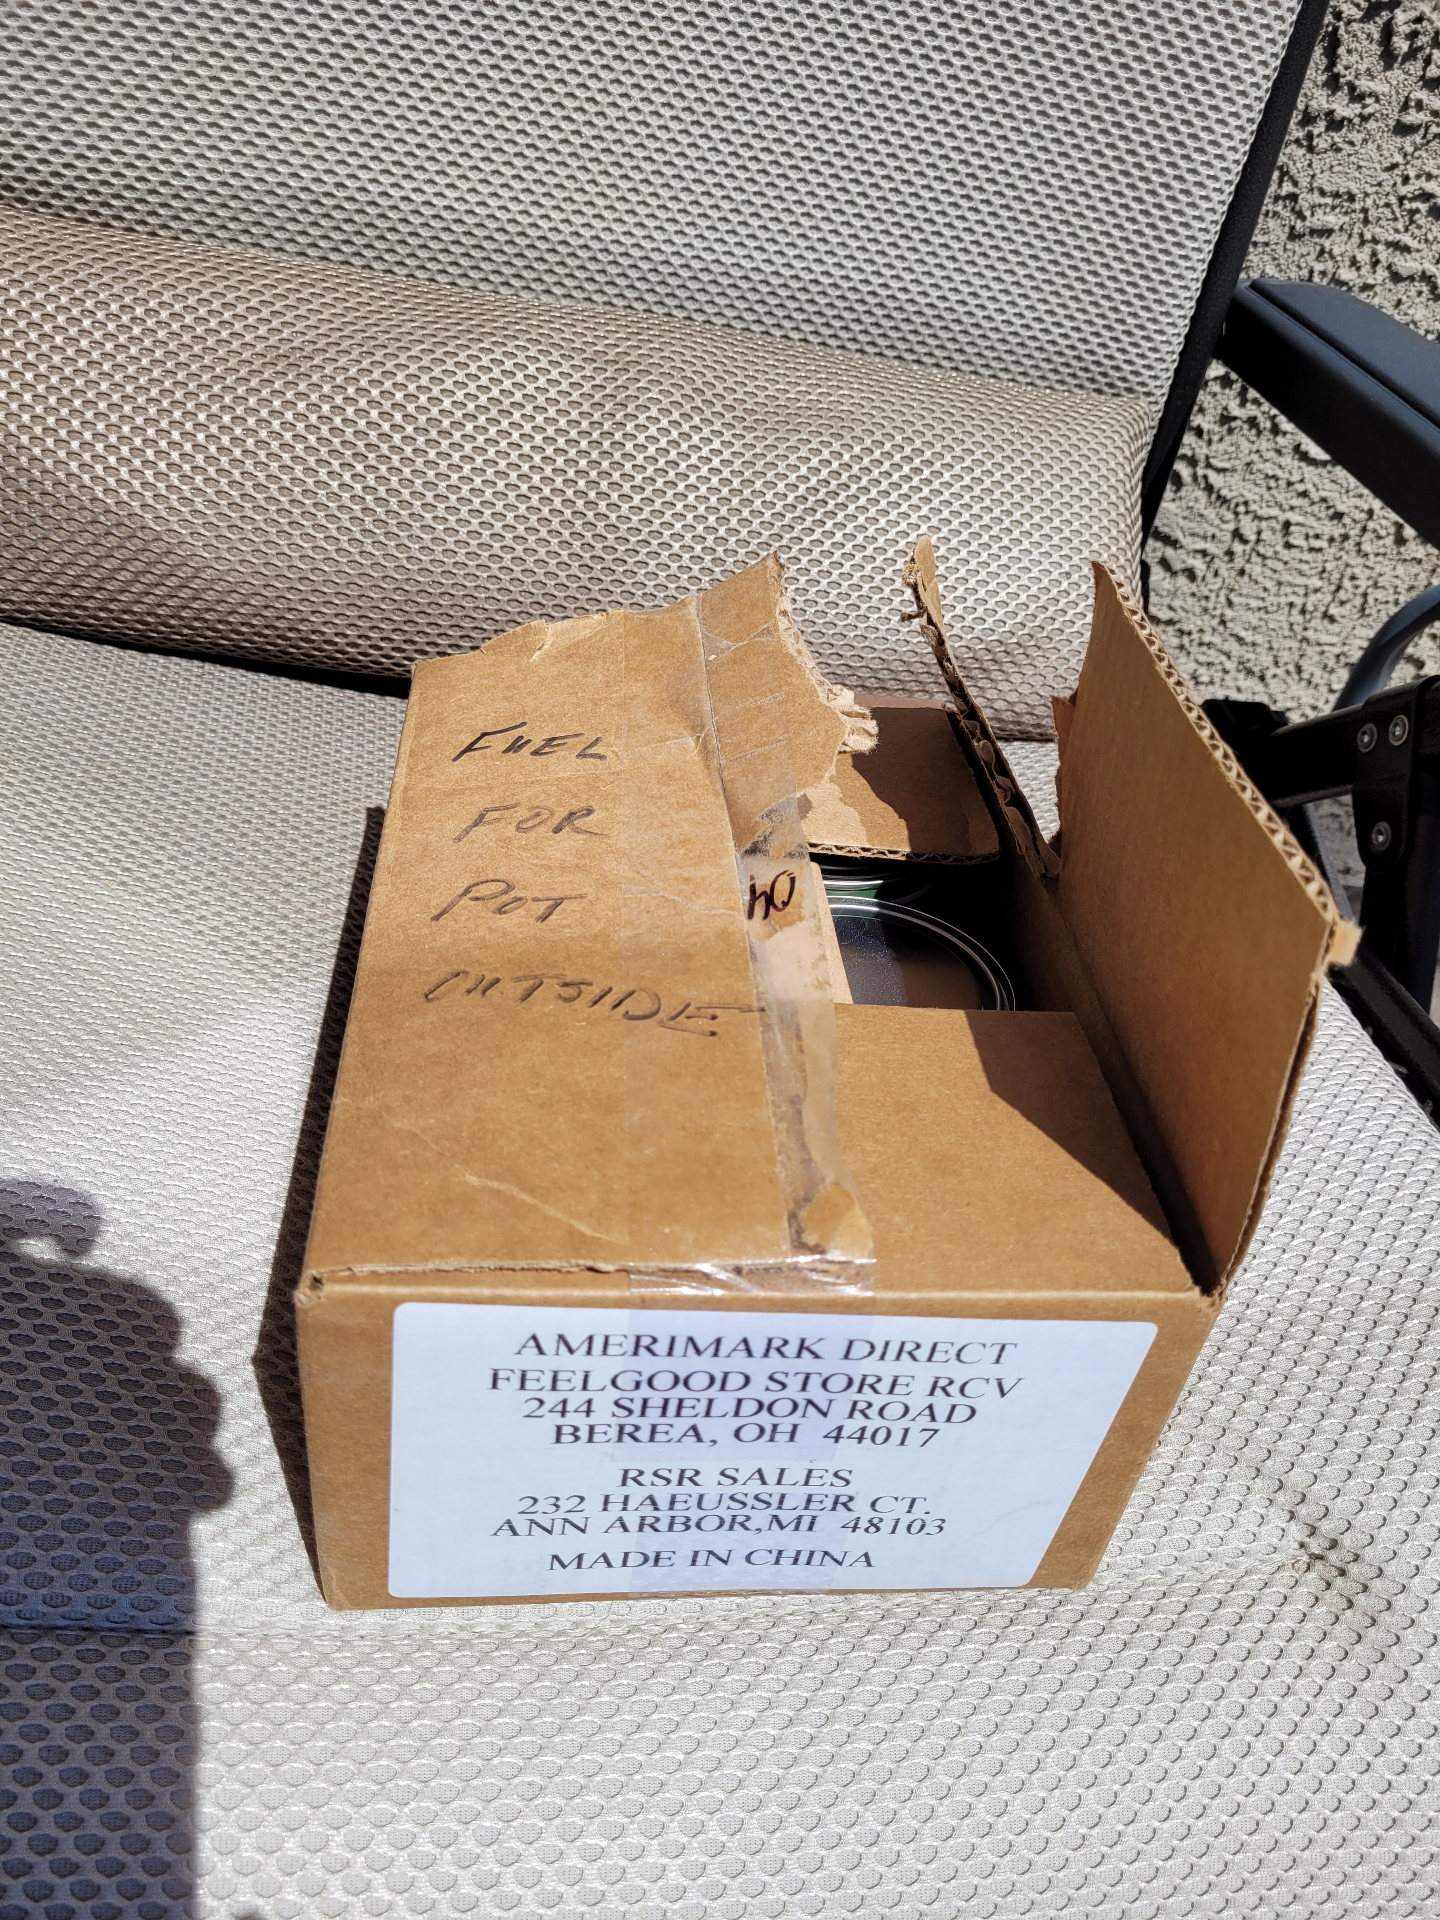 FUEL
FOR
POT
OUTSIDE
AMERIMARK DIRECT
FEELGOOD STORE RCV
244 SHELDON ROAD
BEREA, OH 44017
RSR SALES
232 HAEUSSLER CT.
ANN ARBOR,MI 48103
MADE IN CHINA